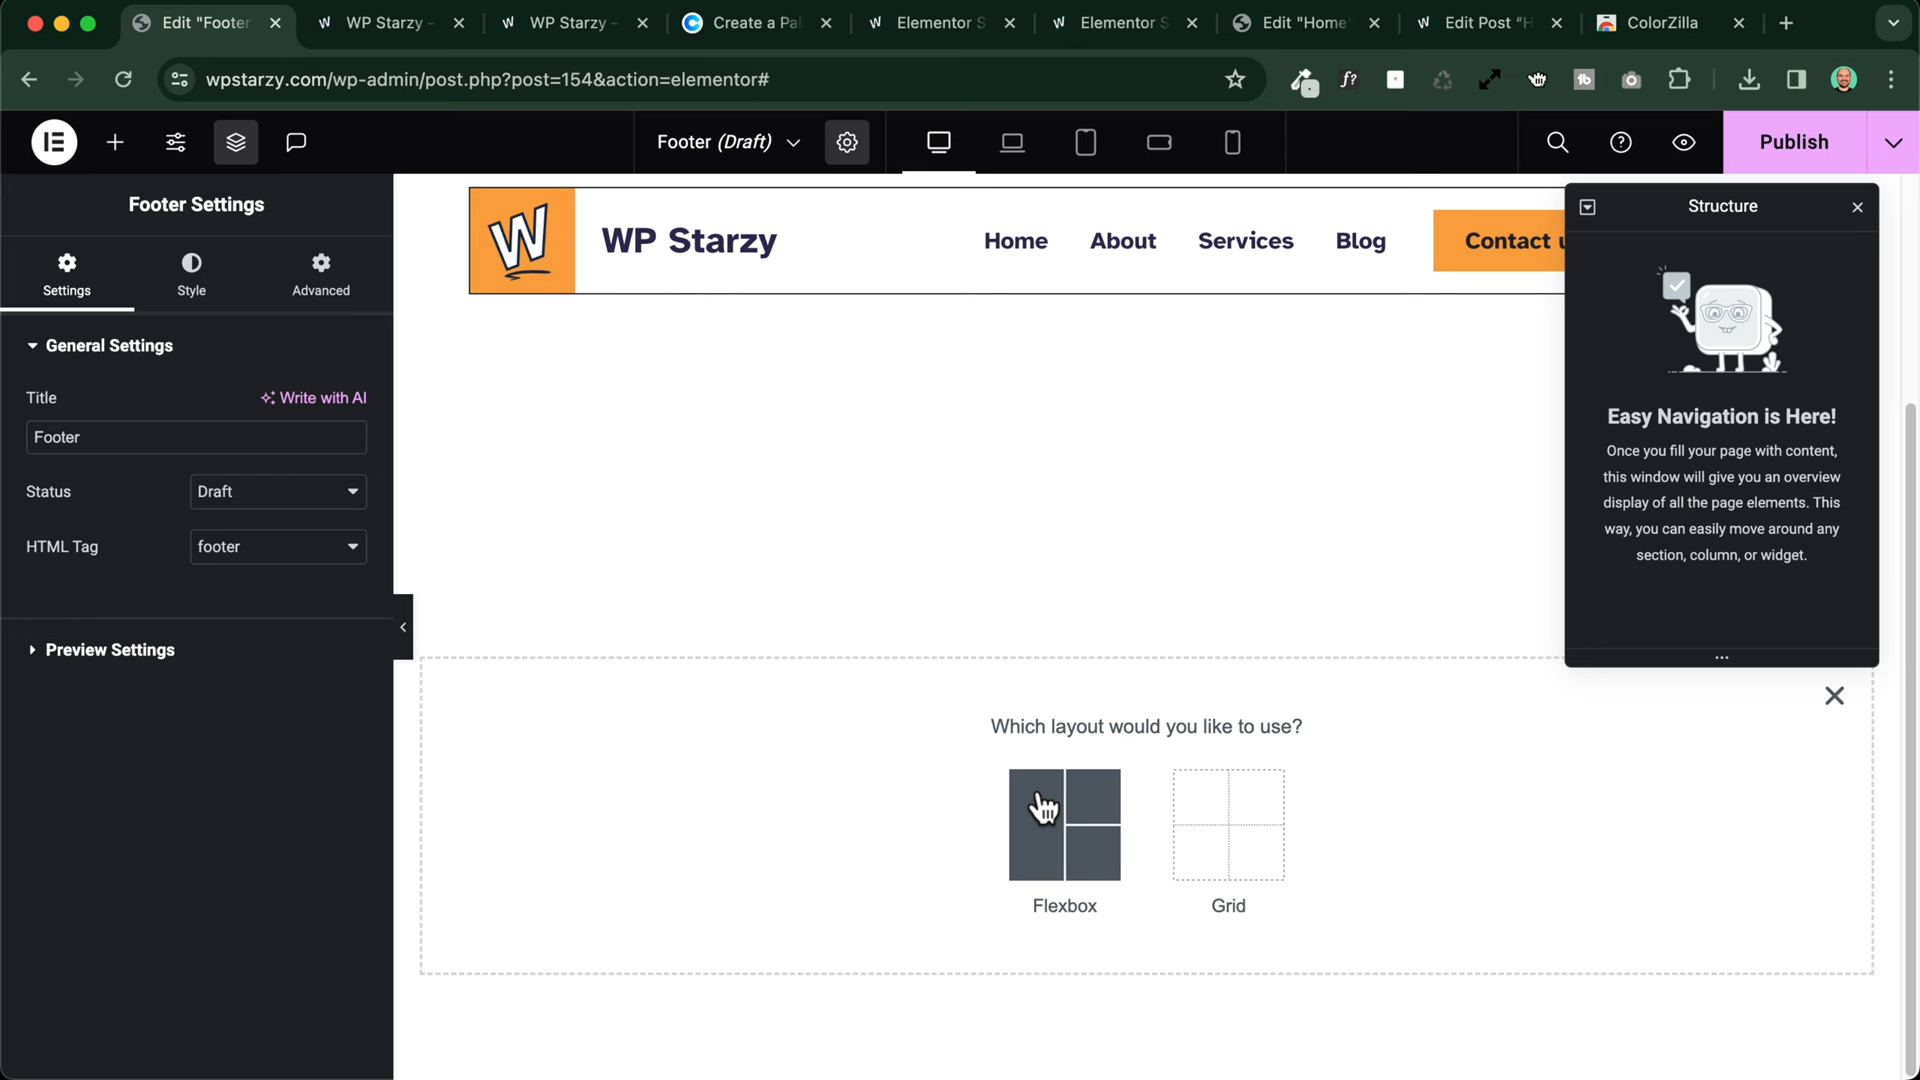 Edit "Footer
WP Starzy -
WP Starzy -
Create a Pal
Elementor S
Elementor S
Edit "Home"
Edit Post "H
ColorZilla
wpstarzy.com/wp-admin/post.php?post=154&action=elementor#
f?
tb
Footer (Draft)
Publish
Footer Settings
Settings
Style
Advanced
General Settings
Title
Write with AI
Footer
Status
Draft
HTML Tag
footer
Preview Settings
W
WP Starzy
Home
About
Services
Blog
Contact u
Structure
Easy Navigation is Here!
Once you fill your page with content,
this window will give you an overview
display of all the page elements. This
way, you can easily move around any
section, column, or widget.
Which layout would you like to use?
Flexbox
Grid